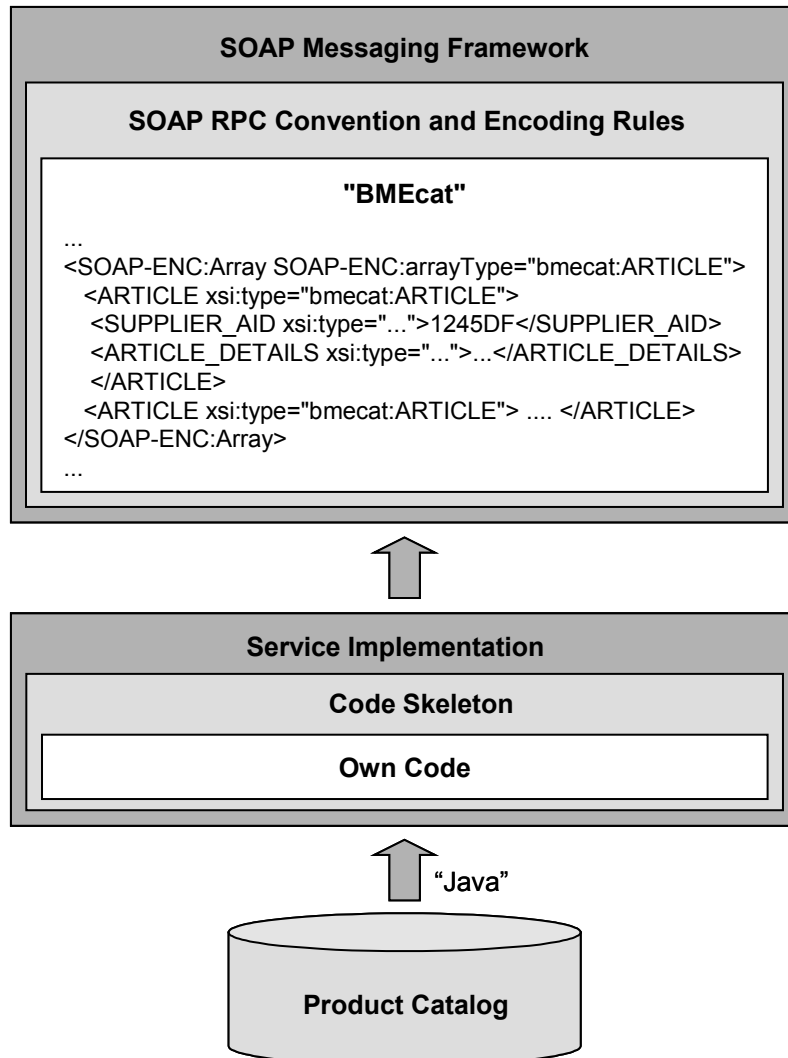 SOAP Messaging Framework
SOAP RPC Convention and Encoding Rules
"BMEcat"
...
<SOAP-ENC:Array SOAP-ENC:arrayType="bmecat:ARTICLE">
<ARTICLE xsi:type="bmecat:ARTICLE">
<SUPPLIER_AID xsi:type="...">1245DF</SUPPLIER_AID>
<ARTICLE_DETAILS xsi:type="...">...</ARTICLE_DETAILS>
</ARTICLE>
<ARTICLE xsi:type="bmecat:ARTICLE"> .... </ARTICLE>
</SOAP-ENC:Array>
...
Service Implementation
Code Skeleton
Own Code
“Java”
Product Catalog